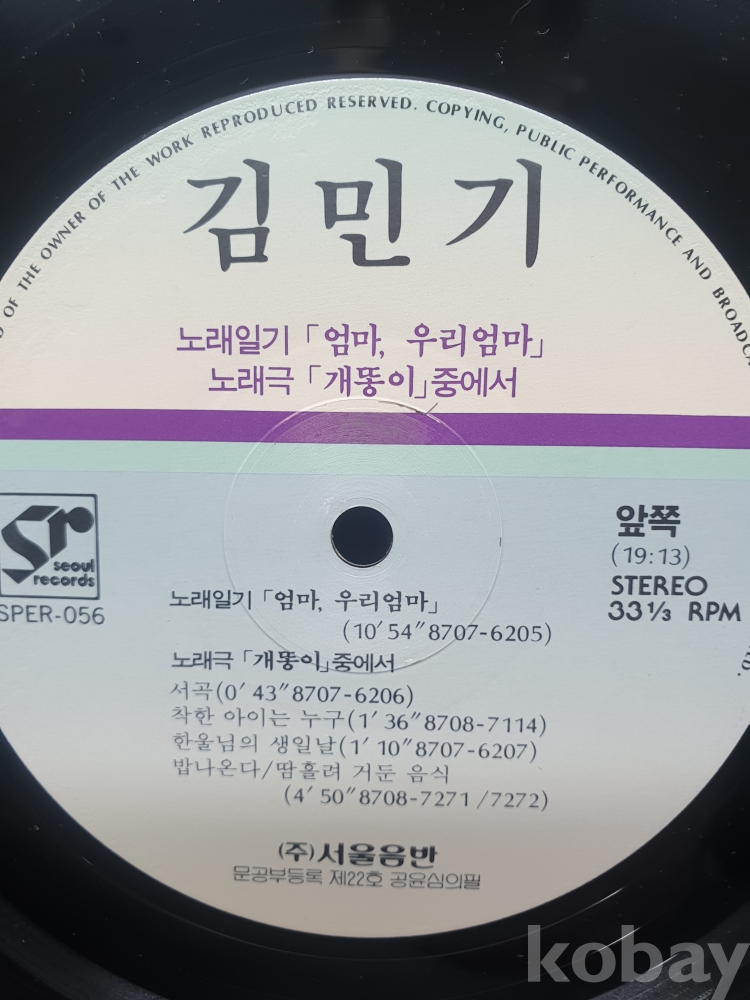 D OF THE OWNER OF THE WORK REPRODUCED RESERVED. COPYING, PUBLIC PERFORMANCE AND BROADCA
김민기
노래일기 「엄마, 우리엄마」
노래극 「개똥이」중에서
sr
seoul
records
SPER-056
앞쪽
(19:13)
STEREO
33 1/3 RPM
노래일기 「엄마, 우리엄마」
(10′ 54″8707-6205)
노래극 「개똥이」중에서
서곡(0′ 43″8707-6206)
착한 아이는 누구(1′ 36″8708-7114)
한울님의 생일날(1′ 10″8707-6207)
밥나온다/땀흘려 거둔 음식
(4′ 50″8708-7271/7272)
(주)서울음반
문공부등록 제22호 공윤심의필
kobay